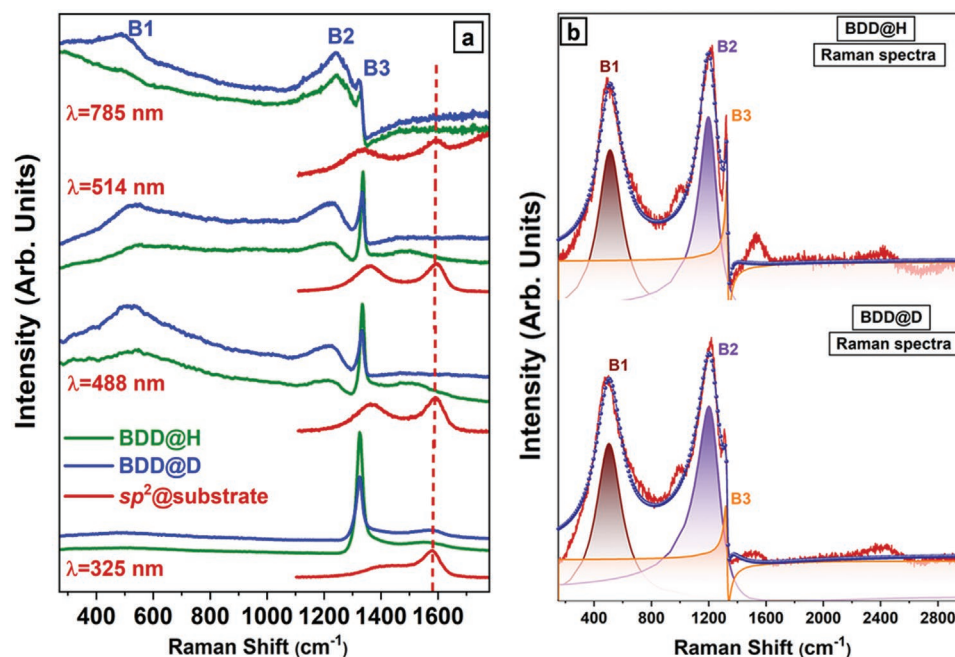 a
B1
B2
B3
λ=785 nm
λ=514 nm
λ=488 nm
BDD@H
BDD@D
sp²@substrate
λ=325 nm
Intensity (Arb. Units)
400 600 800 1000 1200 1400 1600
Raman Shift (cm⁻¹)
b
BDD@H
Raman spectra
B1
B2
B3
BDD@D
Raman spectra
B1
B2
B3
Intensity (Arb. Units)
400 800 1200 1600 2000 2400 2800
Raman Shift (cm⁻¹)